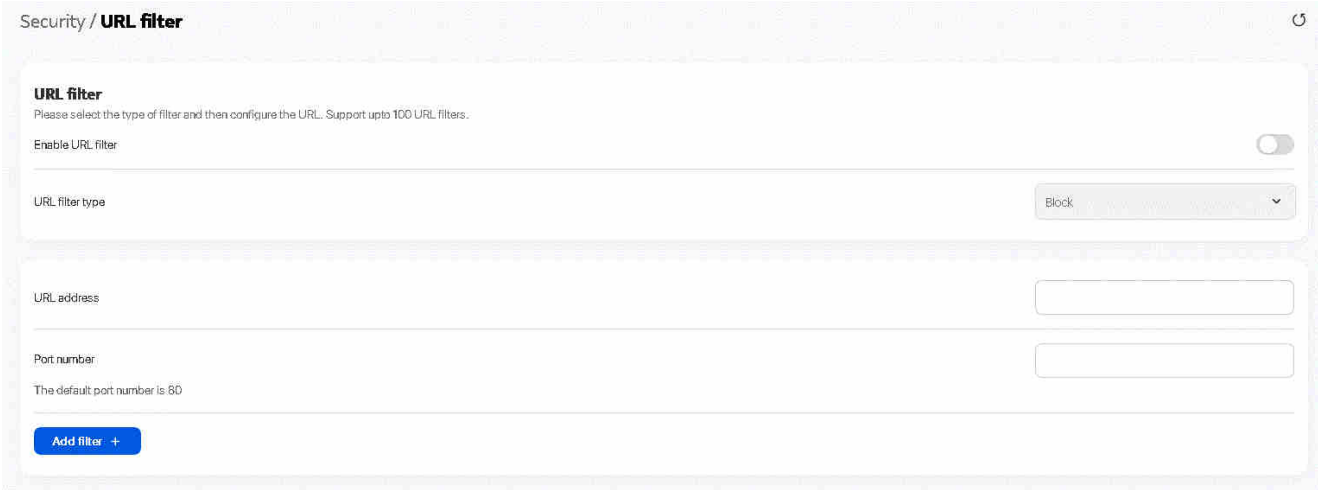 Security / URL filter
URL filter
Please select the type of filter and then configure the URL. Support upto 100 URL filters.
Enable URL filter
URL filter type
Block
URL address
Port number
The default port number is 80
Add filter +